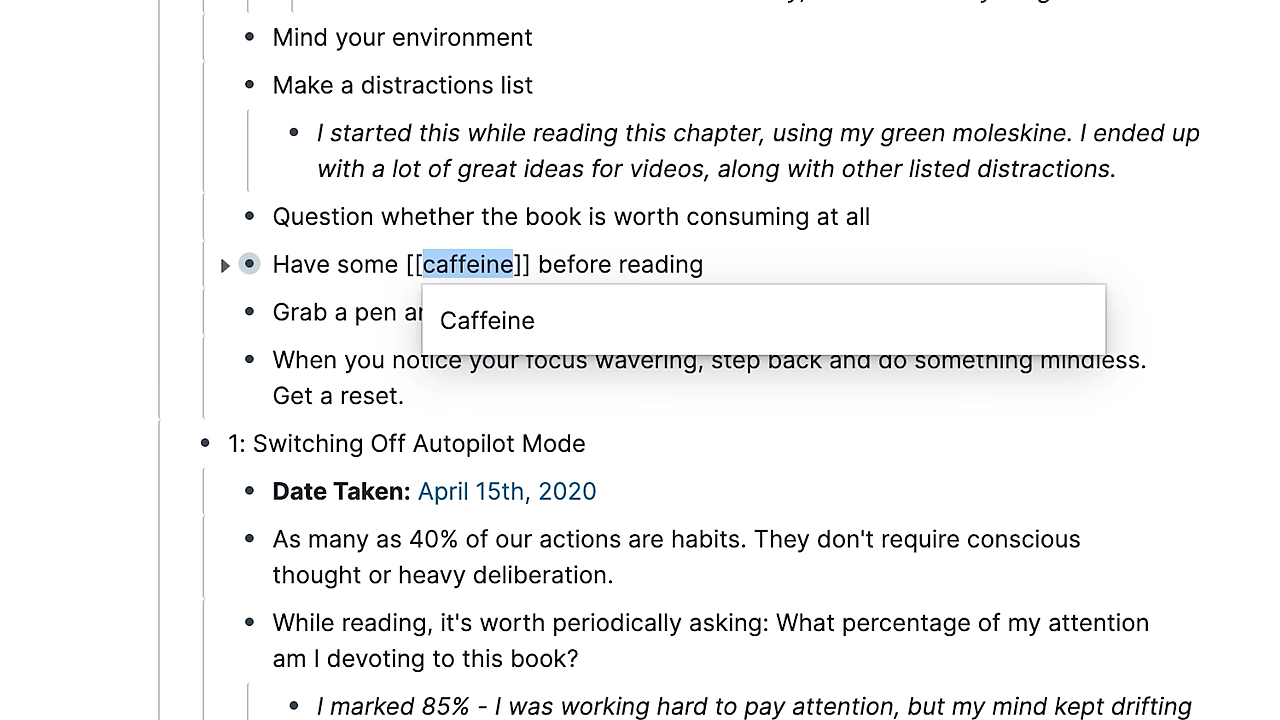 Mind your environment
Make a distractions list
I started this while reading this chapter, using my green moleskine. I ended up
with a lot of great ideas for videos, along with other listed distractions.
Question whether the book is worth consuming at all
Have some [[caffeine]] before reading
Grab a pen
Caffeine
When you notice your focus wavering, step back and do something mindless.
Get a reset.
1: Switching Off Autopilot Mode
Date Taken: April 15th, 2020
As many as 40% of our actions are habits. They don't require conscious
thought or heavy deliberation.
While reading, it's worth periodically asking: What percentage of my attention
am I devoting to this book?
I marked 85% - I was working hard to pay attention, but my mind kept drifting